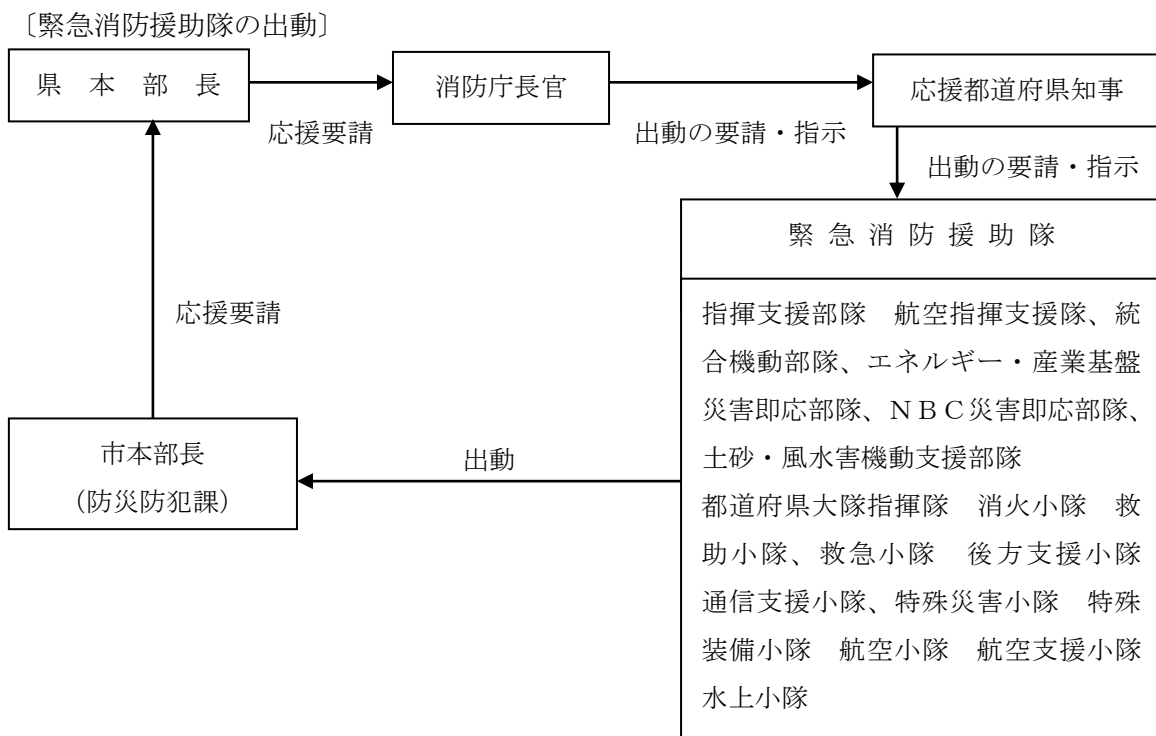 〔緊急消防援助隊の出動〕
県　本　部　長
消防庁長官
応援都道府県知事
応援要請
出動の要請・指示
出動の要請・指示
緊 急 消 防 援 助 隊
応援要請
指揮支援部隊　航空指揮支援隊、統
合機動部隊、エネルギー・産業基盤
災害即応部隊、ＮＢＣ災害即応部隊、
土砂・風水害機動支援部隊
都道府県大隊指揮隊　消火小隊　救
助小隊、救急小隊　後方支援小隊
通信支援小隊、特殊災害小隊　特殊
装備小隊　航空小隊　航空支援小隊
水上小隊
市本部長
（防災防犯課）
出動